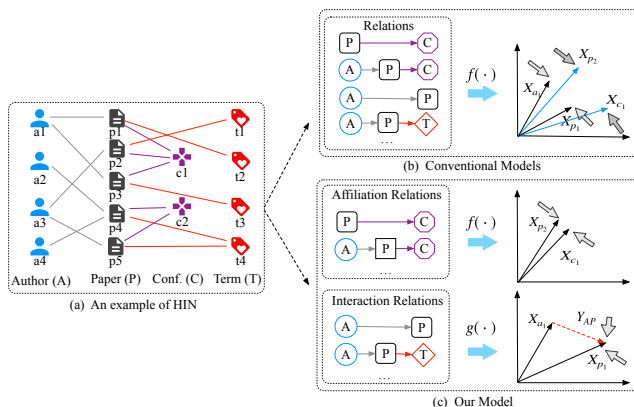 a1
a2
a3
a4
p1
p2
p3
p4
p5
c1
c2
t1
t2
t3
t4
Author (A)
Paper (P)
Conf. (C)
Term (T)
(a) An example of HIN
Relations
P C
A P C
A P
A P T
...
f(·)
X_{p_2}
X_{a_1}
X_{c_1}
X_{p_1}
(b) Conventional Models
Affiliation Relations
P C
A P C
...
f(·)
X_{p_2}
X_{c_1}
Interaction Relations
A P
A P T
...
g(·)
X_{a_1}
Y_{AP}
X_{p_1}
(c) Our Model